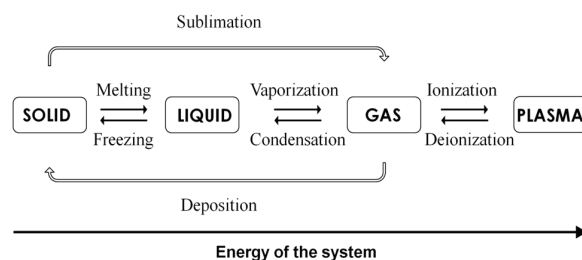 Sublimation
Melting Vaporization Ionization
SOLID LIQUID GAS PLASMA
Freezing Condensation Deionization
Deposition
Energy of the system